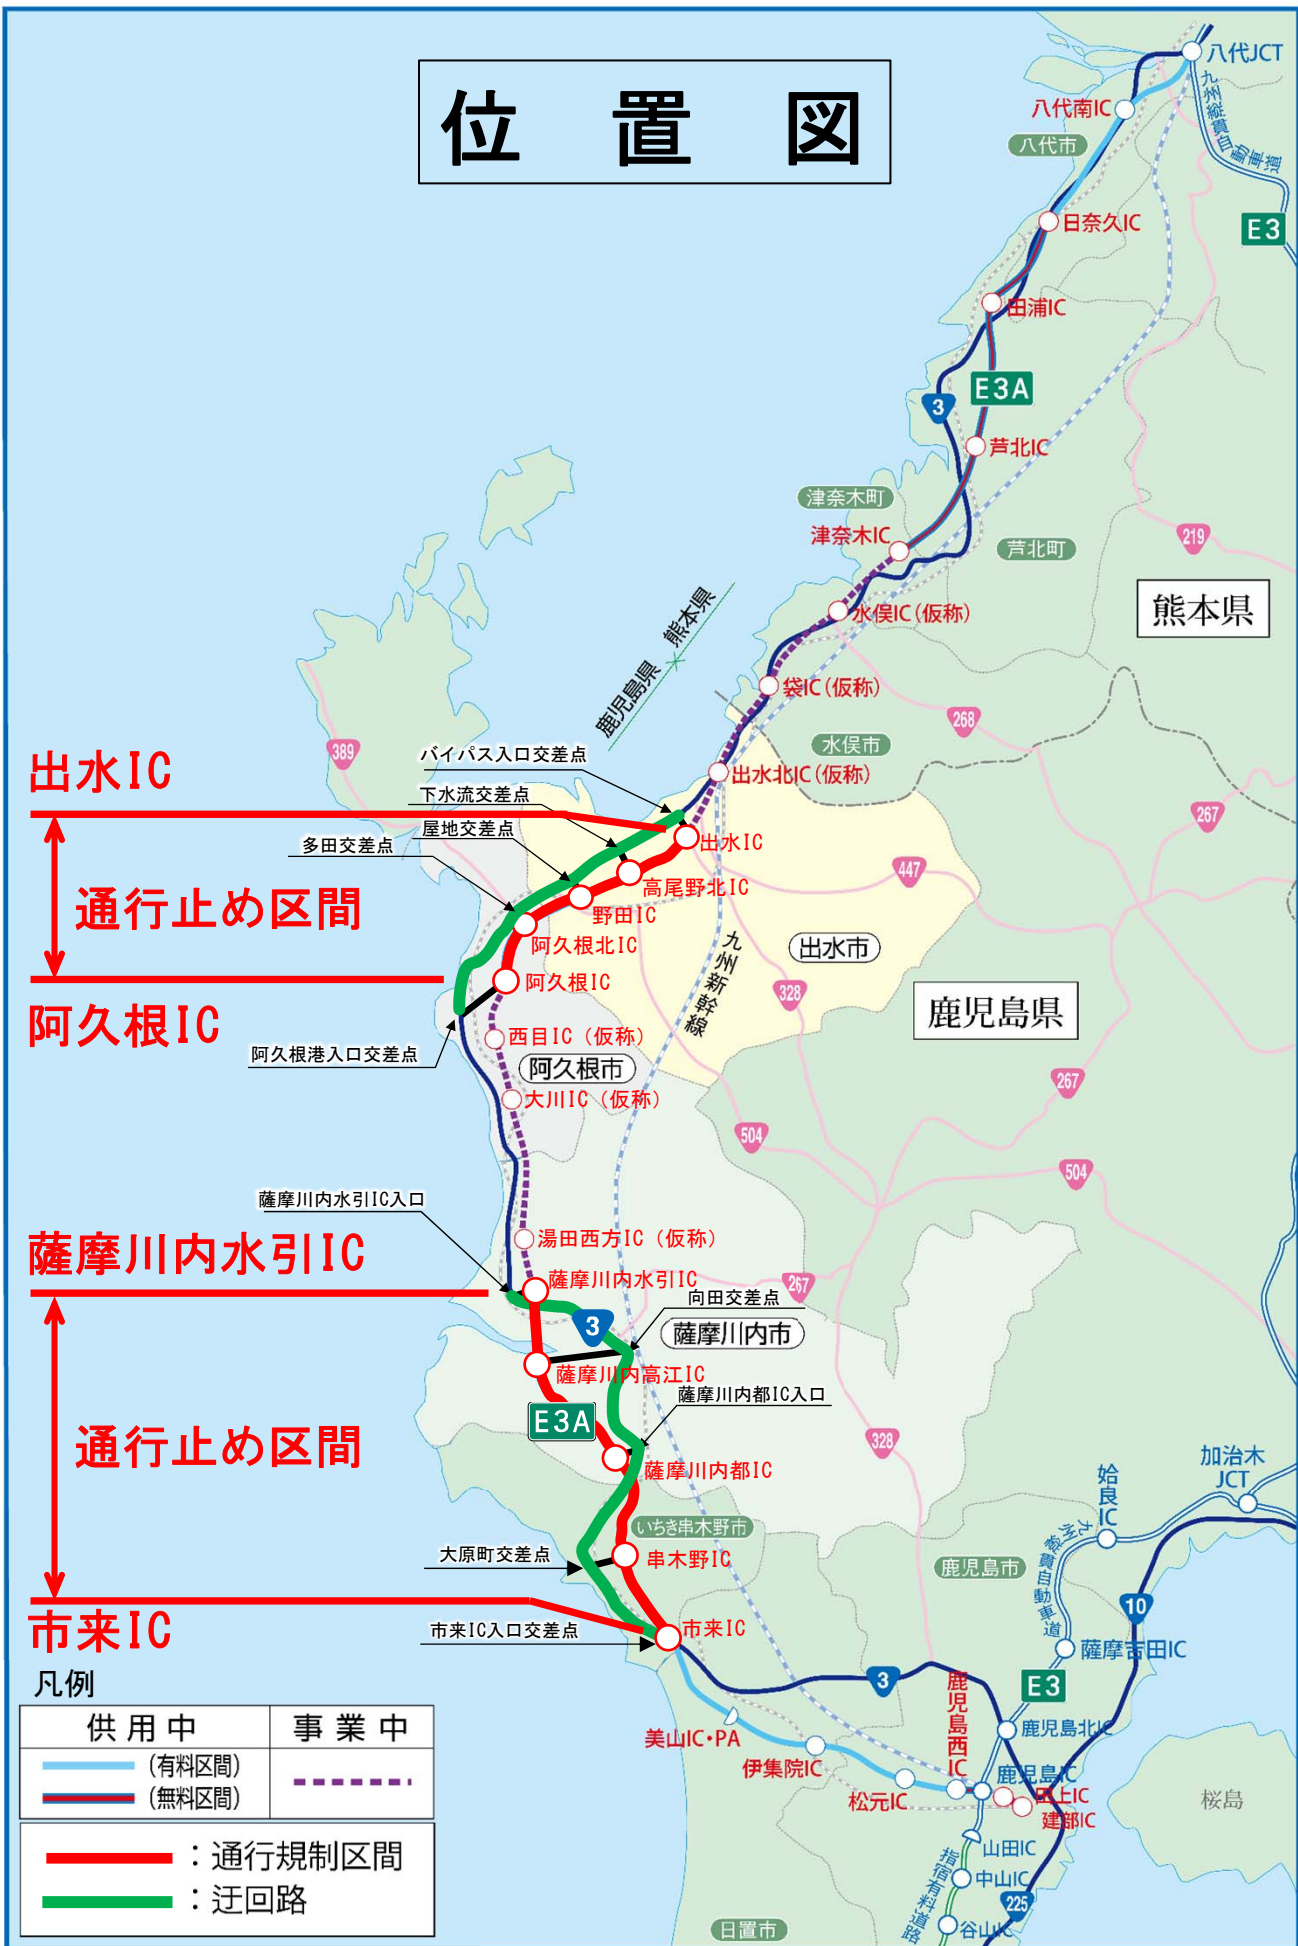 位　置　図
八代JCT
八代南IC
八代市
九州縦貫自動車道
日奈久IC
E3
田浦IC
E3A
3
芦北IC
津奈木町
津奈木IC
芦北町
219
熊本県
水俣IC(仮称)
鹿児島県
熊本県
袋IC(仮称)
268
389
水俣市
出水IC
バイパス入口交差点
出水北IC(仮称)
下水流交差点
267
屋地交差点
出水IC
多田交差点
447
高尾野北IC
通行止め区間
野田IC
阿久根北IC
九州新幹線
出水市
阿久根IC
328
鹿児島県
阿久根IC
西目IC（仮称）
阿久根港入口交差点
阿久根市
267
大川IC（仮称）
504
504
薩摩川内水引IC入口
薩摩川内水引IC
湯田西方IC（仮称）
薩摩川内水引IC
267
向田交差点
3
薩摩川内市
薩摩川内高江IC
薩摩川内都IC入口
E3A
通行止め区間
328
薩摩川内都IC
加治木JCT
姶良IC
いちき串木野市
九州縦貫自動車道
大原町交差点
串木野IC
鹿児島市
10
市来IC
市来IC入口交差点
市来IC
薩摩吉田IC
3
E3
鹿児島西IC
鹿児島北IC
美山IC・PA
伊集院IC
鹿児島IC
松元IC
田上IC
建部IC
桜島
山田IC
指宿有料道路
中山IC
225
谷山IC
日置市
凡例
供用中
事業中
(有料区間)
(無料区間)
：通行規制区間
：迂回路